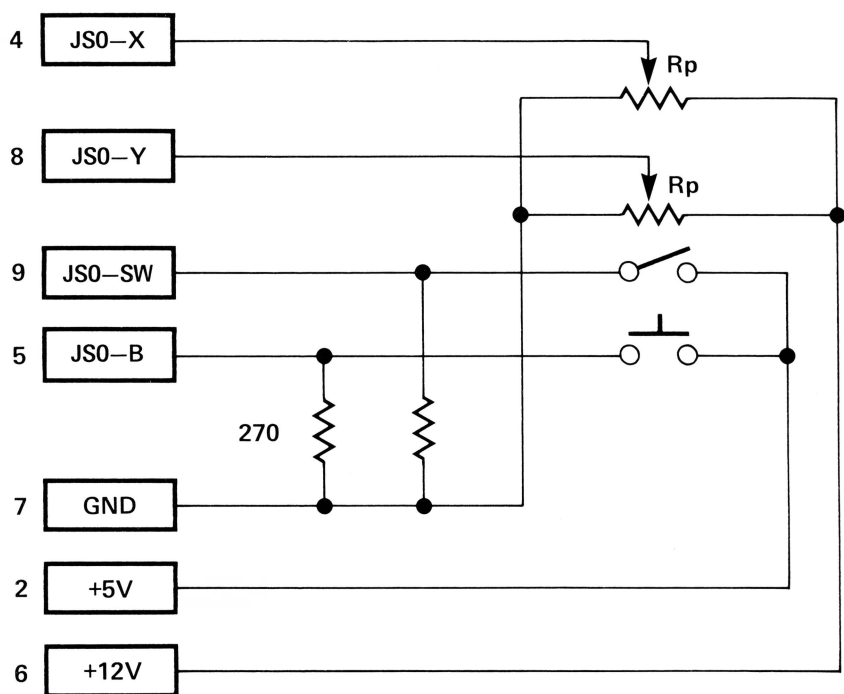 4 JS0–X
Rp
8 JS0–Y
Rp
9 JS0–SW
5 JS0–B
270
7 GND
2 +5V
6 +12V